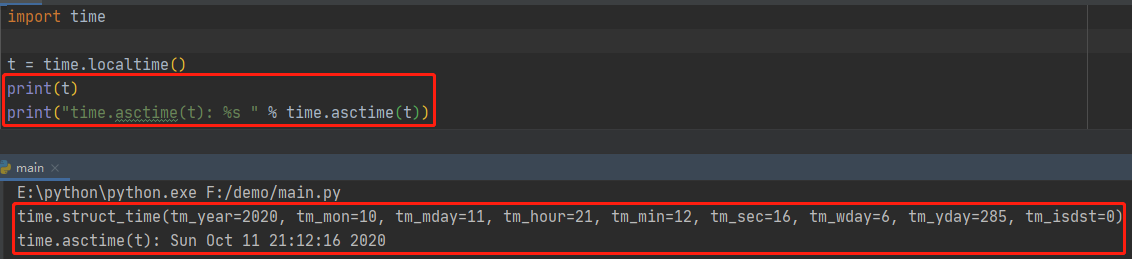 import time
t = time.localtime()
print(t)
print("time.asctime(t): %s " % time.asctime(t))
main ×
E:\python\python.exe F:/demo/main.py
time.struct_time(tm_year=2020, tm_mon=10, tm_mday=11, tm_hour=21, tm_min=12, tm_sec=16, tm_wday=6, tm_yday=285, tm_isdst=0)
time.asctime(t): Sun Oct 11 21:12:16 2020